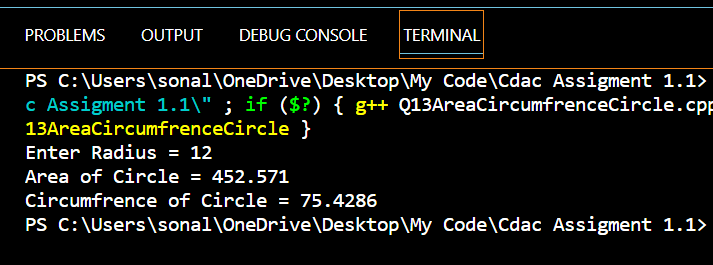 PROBLEMS OUTPUT DEBUG CONSOLE TERMINAL
PS C:\Users\sonal\OneDrive\Desktop\My Code\Cdac Assigment 1.1>
c Assigment 1.1\" ; if ($?) { g++ Q13AreaCircumfrenceCircle.cpp
13AreaCircumfrenceCircle }
Enter Radius = 12
Area of Circle = 452.571
Circumfrence of Circle = 75.4286
PS C:\Users\sonal\OneDrive\Desktop\My Code\Cdac Assigment 1.1>